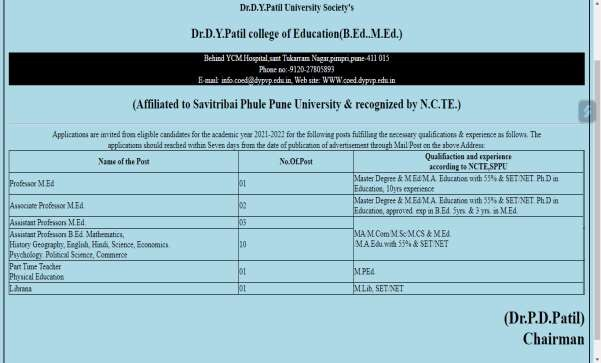 Dr.D.Y.Patil University Society's
Dr.D.Y.Patil college of Education(B.Ed..M.Ed.)
Behind YCM.Hospital,sant Tukarram Nagar,pimpri,pune-411 015
Phone no:-9120-27805893
E-mail: info.coed@dypvp.edu.in, Web site: WWW.coed.dypvp.edu.in
(Affiliated to Savitribai Phule Pune University & recognized by N.C.TE.)
Applications are invited from eligible candidates for the academic year 2021-2022 for the following posts fulfilling the necessary qualifications & experience as follows. The
applications should reached within Seven days from the date of publication of advertisement through Mail/Post on the above Address:
Name of the Post No.Of.Post Qualifiaction and experience
according to NCTE,SPPU
Professor M.Ed 01 Master Degree & M.Ed/M.A. Education with 55% & SET/NET. Ph.D in
Education, 10yrs experience
Associate Professor M.Ed. 02 Master Degree & M.Ed/M.A. Education with 55% & SET/NET. Ph.D in
Education, approved. exp in B.Ed. 5yrs. & 3 yrs. in M.Ed.
Assistant Professors M.Ed. 03
Assistant Professors B.Ed. Mathematics,
History Geography, English, Hindi, Science, Economics.
Psychology. Political Science, Commerce
10
MA/M.Com/M.Sc/M.CS & M.Ed.
/M.A.Edu.with 55% & SET/NET
Part Time Teacher
Physical Education
01 M.PEd.
Librana 01 M.Lib, SET/NET
(Dr.P.D.Patil)
Chairman